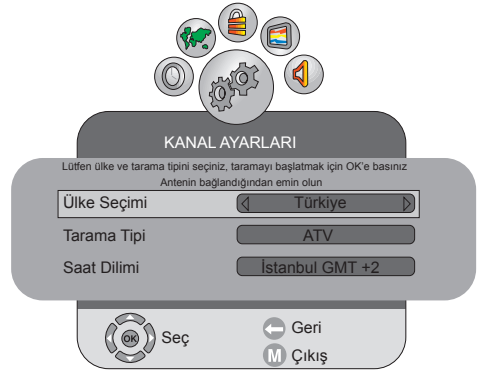 KANAL AYARLARI
Lütfen ülke ve tarama tipini seçiniz, taramayı başlatmak için OK'e basınız
Antenin bağlandığından emin olun
Ülke Seçimi Türkiye
Tarama Tipi ATV
Saat Dilimi İstanbul GMT +2
OK Seç Geri
M Çıkış